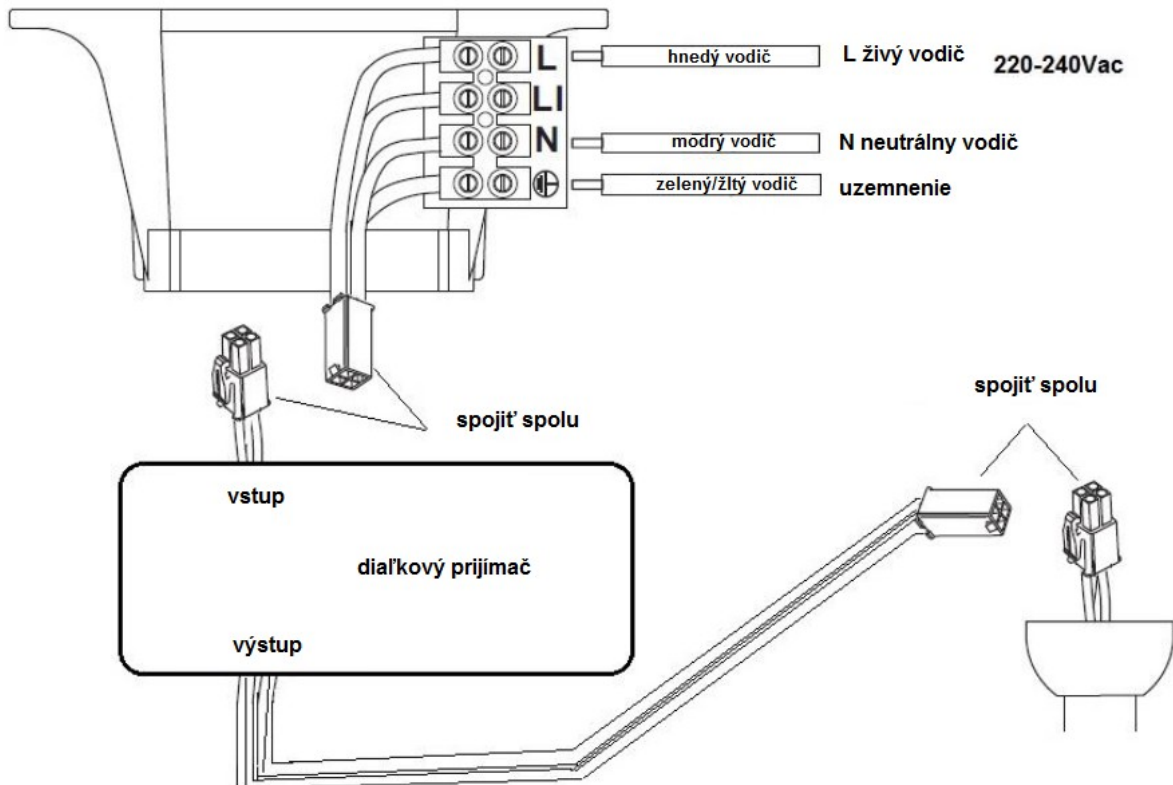 L
hnedý vodič
L živý vodič
220-240Vac
LI
N
mōdrý vodič
N neutrálny vodič
zelený/žltý vodič
uzemnenie
spojiť spolu
spojiť spolu
vstup
diaľkový prijímač
výstup